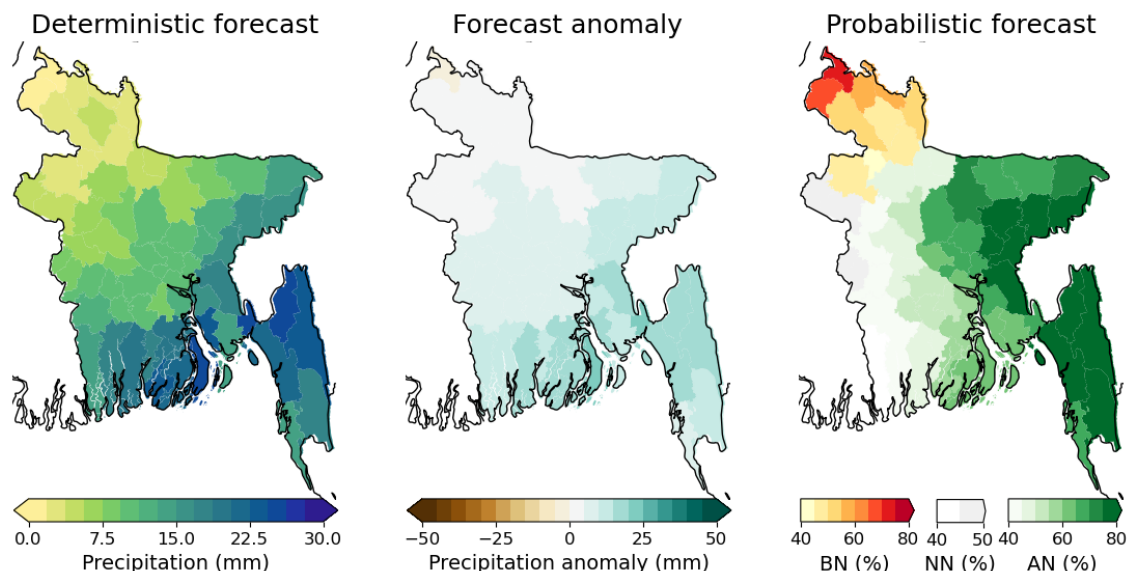 Deterministic forecast
Forecast anomaly
Probabilistic forecast
0.0 7.5 15.0 22.5 30.0
Precipitation (mm)
−50 −25 0 25 50
Precipitation anomaly (mm)
40 60 80
BN (%)
40 50
NN (%)
40 60 80
AN (%)